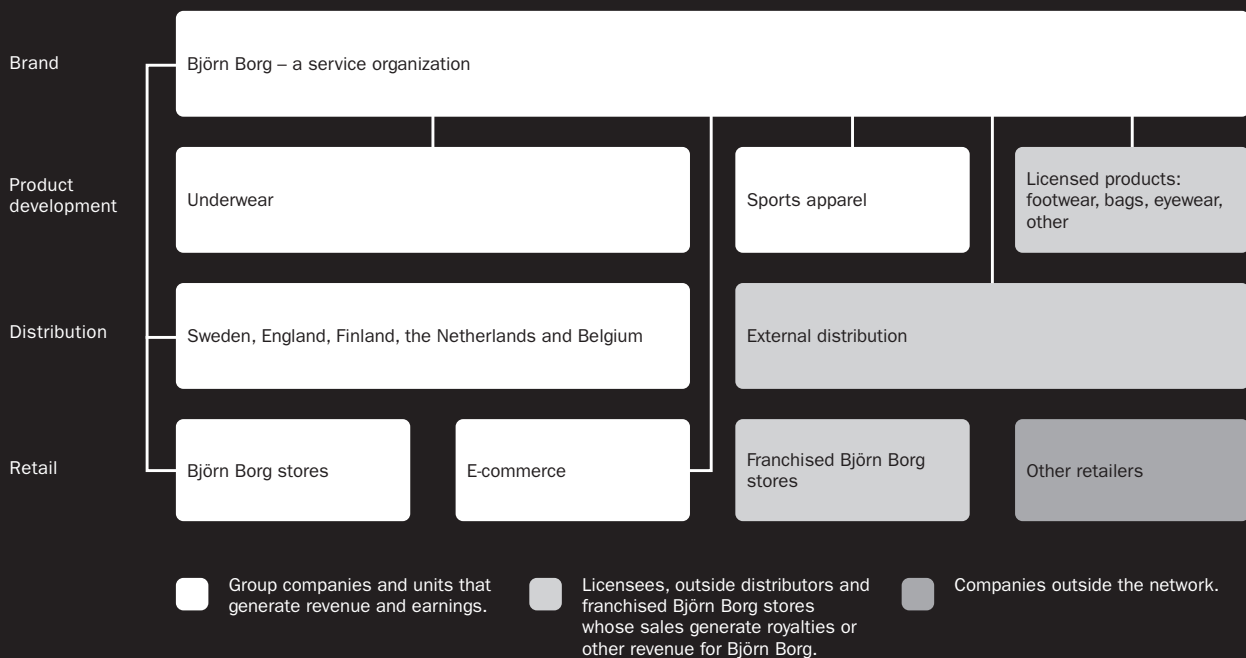 Brand
Björn Borg – a service organization
Product
development
Underwear
Sports apparel
Licensed products:
footwear, bags, eyewear,
other
Distribution
Sweden, England, Finland, the Netherlands and Belgium
External distribution
Retail
Björn Borg stores
E-commerce
Franchised Björn Borg
stores
Other retailers
Group companies and units that
generate revenue and earnings.
Licensees, outside distributors and
franchised Björn Borg stores
whose sales generate royalties or
other revenue for Björn Borg.
Companies outside the network.